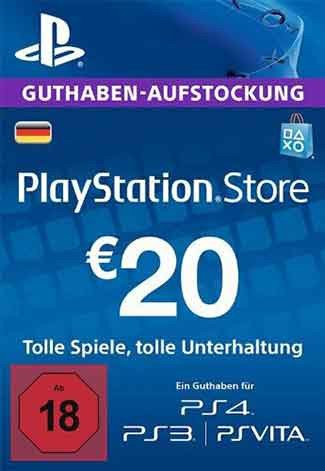 GUTHABEN-AUFSTOCKUNG
PlayStation.Store
€20
Tolle Spiele, tolle Unterhaltung
Ab
18
Ein Guthaben für
PS4
PS3 | PSVITA